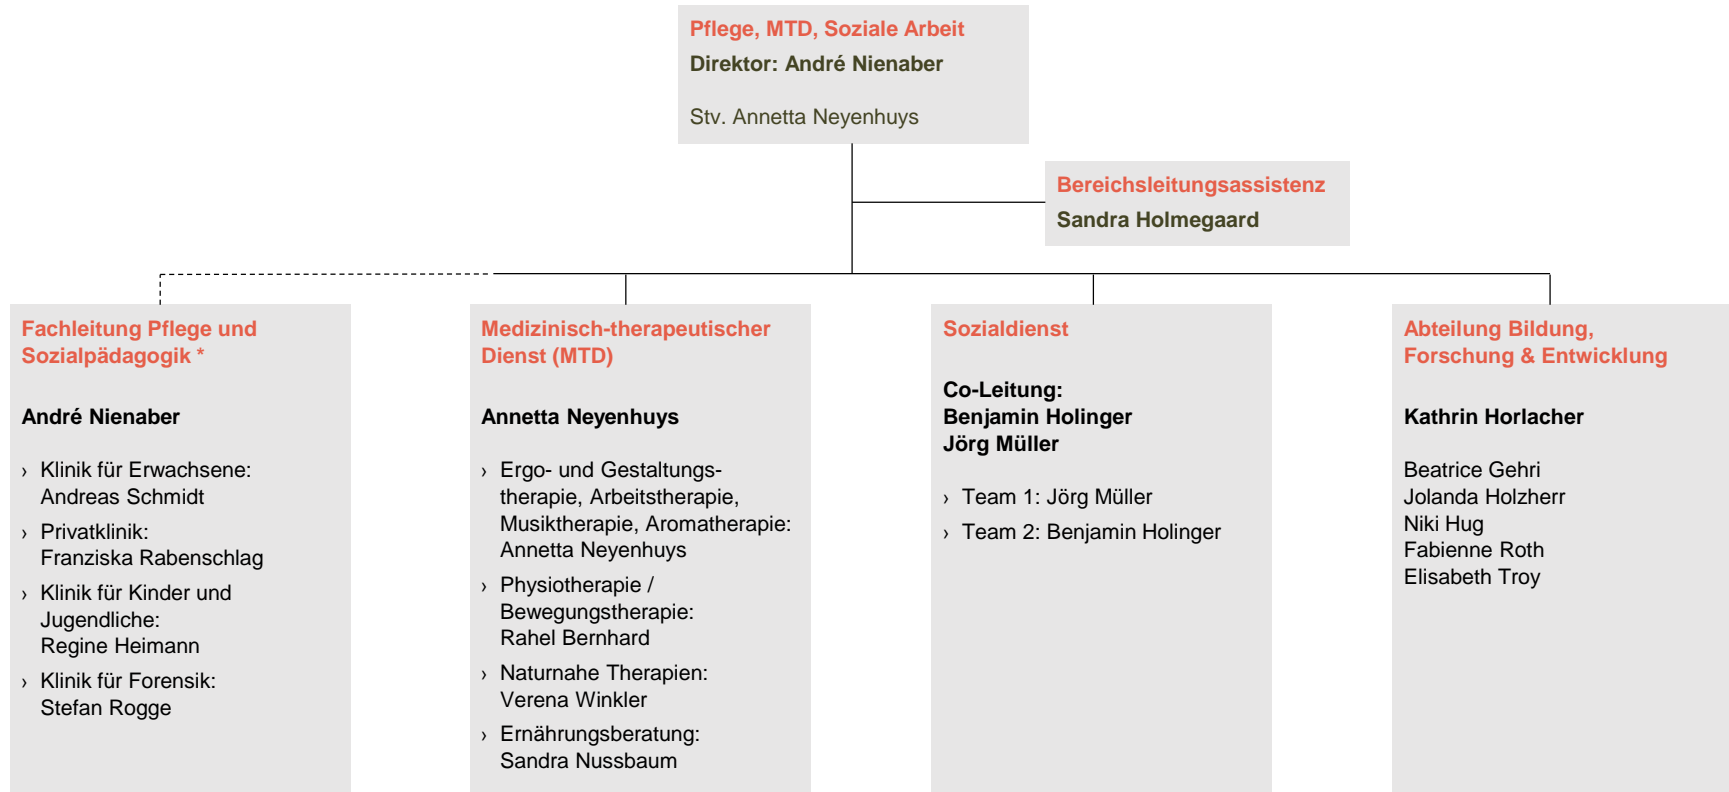 Pflege, MTD, Soziale Arbeit
Direktor: André Nienaber
Stv. Annetta Neyenhuys
Bereichsleitungsassistenz
Sandra Holmegaard
Fachleitung Pflege und
Sozialpädagogik *
André Nienaber
› Klinik für Erwachsene:
Andreas Schmidt
› Privatklinik:
Franziska Rabenschlag
› Klinik für Kinder und
Jugendliche:
Regine Heimann
› Klinik für Forensik:
Stefan Rogge
Medizinisch-therapeutischer
Dienst (MTD)
Annetta Neyenhuys
› Ergo- und Gestaltungs-
therapie, Arbeitstherapie,
Musiktherapie, Aromatherapie:
Annetta Neyenhuys
› Physiotherapie /
Bewegungstherapie:
Rahel Bernhard
› Naturnahe Therapien:
Verena Winkler
› Ernährungsberatung:
Sandra Nussbaum
Sozialdienst
Co-Leitung:
Benjamin Holinger
Jörg Müller
› Team 1: Jörg Müller
› Team 2: Benjamin Holinger
Abteilung Bildung,
Forschung & Entwicklung
Kathrin Horlacher
Beatrice Gehri
Jolanda Holzherr
Niki Hug
Fabienne Roth
Elisabeth Troy